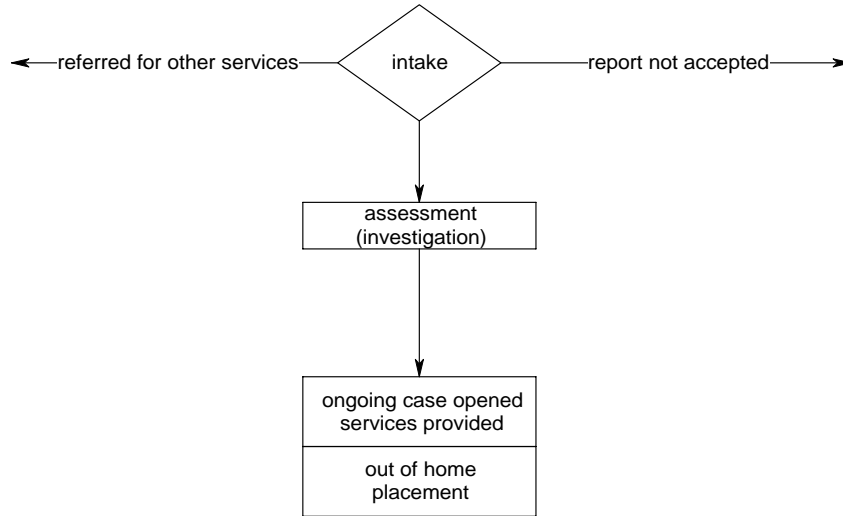 referred for other services
intake
report not accepted
assessment
(investigation)
ongoing case opened
services provided
out of home
placement